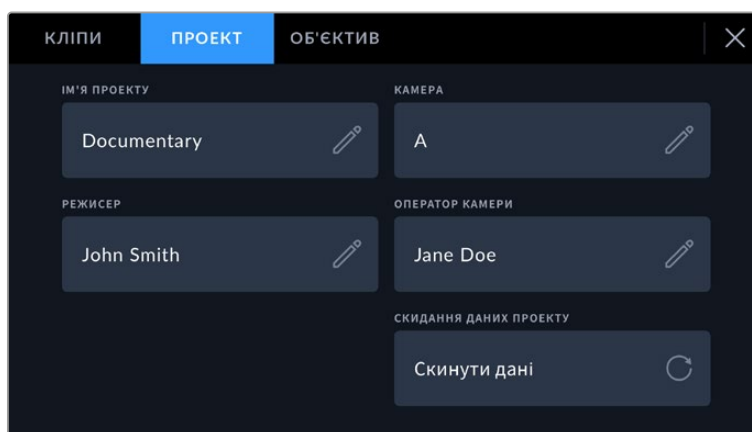 КЛІПИ ПРОЕКТ ОБ'ЄКТИВ
ІМ'Я ПРОЕКТУ КАМЕРА
Documentary A
РЕЖИСЕР ОПЕРАТОР КАМЕРИ
John Smith Jane Doe
СКИДАННЯ ДАНИХ ПРОЕКТУ
Скинути дані